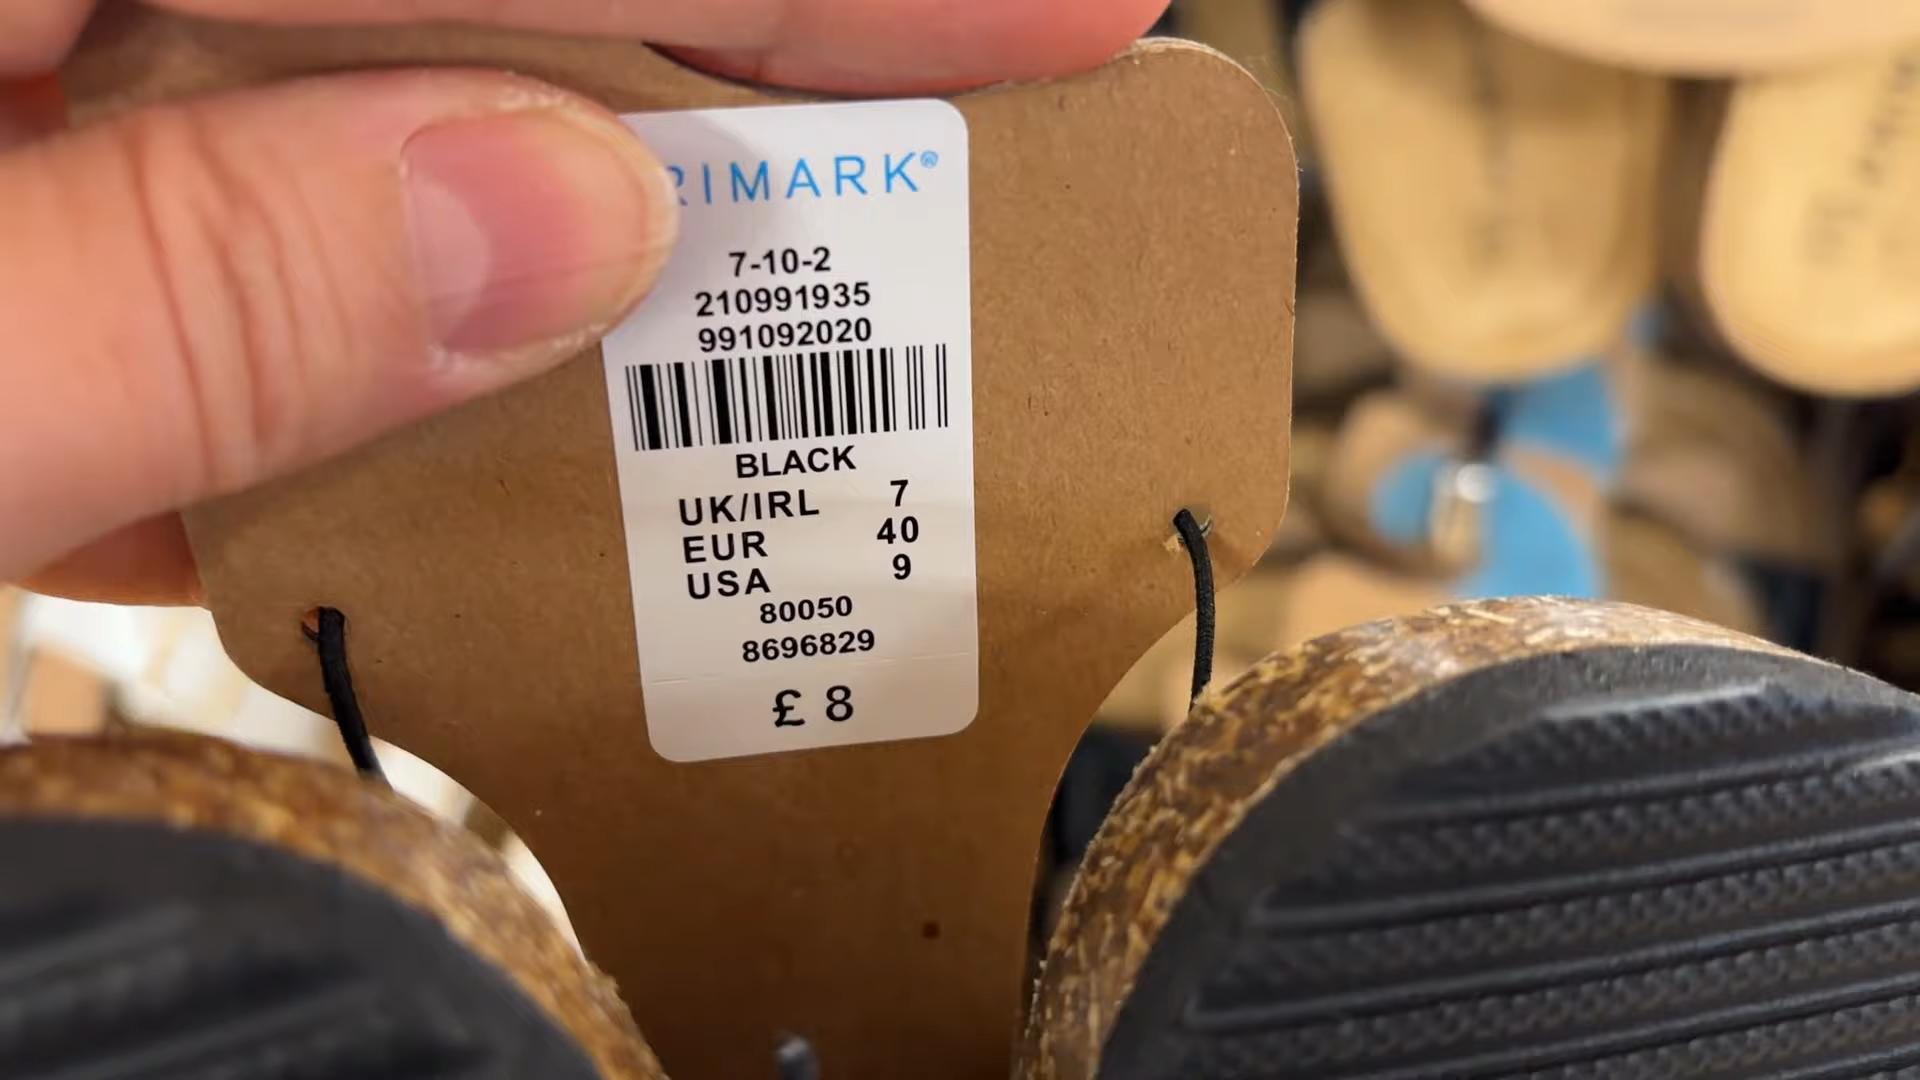 RIMARK®
7-10-2
210991935
991092020
BLACK
UK/IRL 7
EUR 40
USA 9
80050
8696829
£ 8